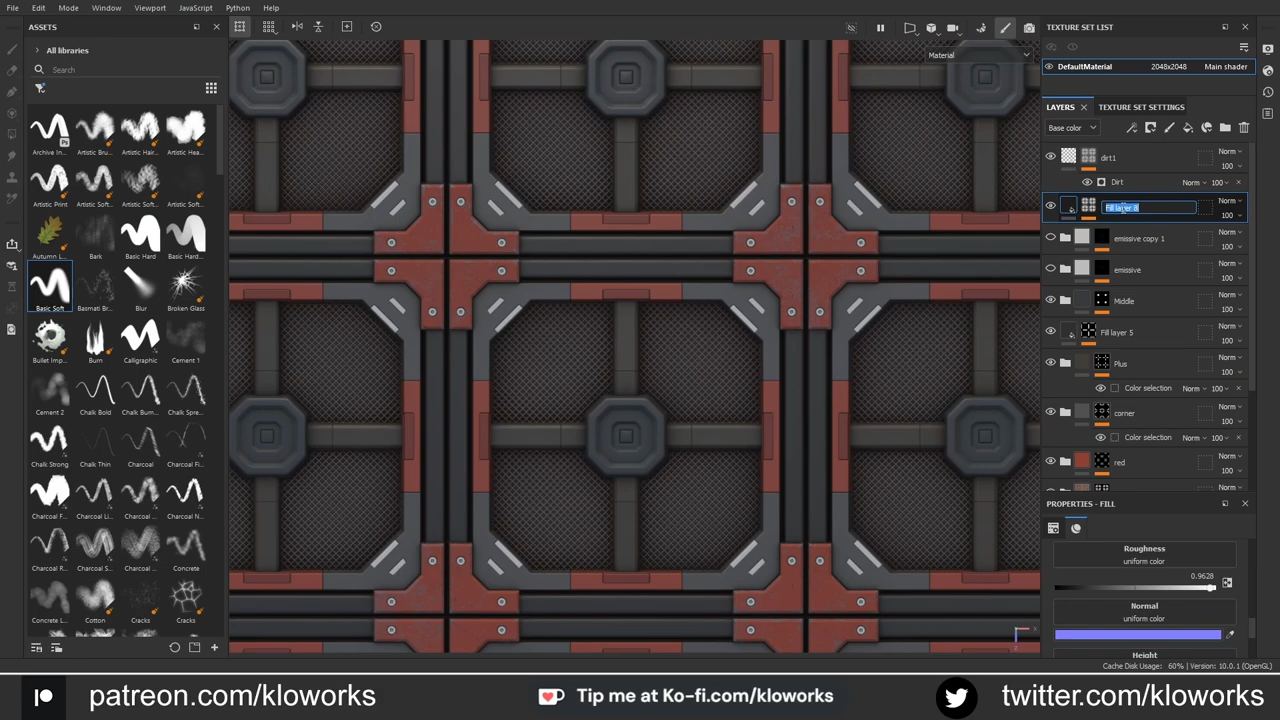 File Edit Mode Window Viewport JavaScript Python Help
ASSETS
All libraries
Search
Archive In...
Artistic Bru...
Artistic Hair...
Artistic Hea...
Artistic Print
Artistic Soft...
Artistic Soft...
Artistic Soft...
Autumn L...
Bark
Basic Hard
Basic Hard...
Basic Soft
Basmati Br...
Blur
Broken Glass
Bullet Imp...
Burn
Calligraphic
Cement 1
Cement 2
Chalk Bold
Chalk Bum...
Chalk Spre...
Chalk Strong
Chalk Thin
Charcoal
Charcoal Fi...
Charcoal F...
Charcoal Li...
Charcoal M...
Charcoal N...
Charcoal R...
Charcoal S...
Charcoal ...
Concrete
Concrete L...
Cotton
Cracks
Cracks
Material
TEXTURE SET LIST
DefaultMaterial 2048x2048 Main shader
LAYERS TEXTURE SET SETTINGS
Base color
dirt1 Norm 100
Dirt Norm 100
Fill layer 8 Norm 100
emissive copy 1 Norm 100
emissive Norm 100
Middle Norm 100
Fill layer 5 Norm 100
Plus Norm 100
Color selection Norm 100
corner Norm 100
Color selection Norm 100
red Norm 100
Norm
PROPERTIES - FILL
Roughness
uniform color
0.9628
Normal
uniform color
Height
Cache Disk Usage: 60% | Version: 10.0.1 (OpenGL)
patreon.com/kloworks
Tip me at Ko-fi.com/kloworks
twitter.com/kloworks